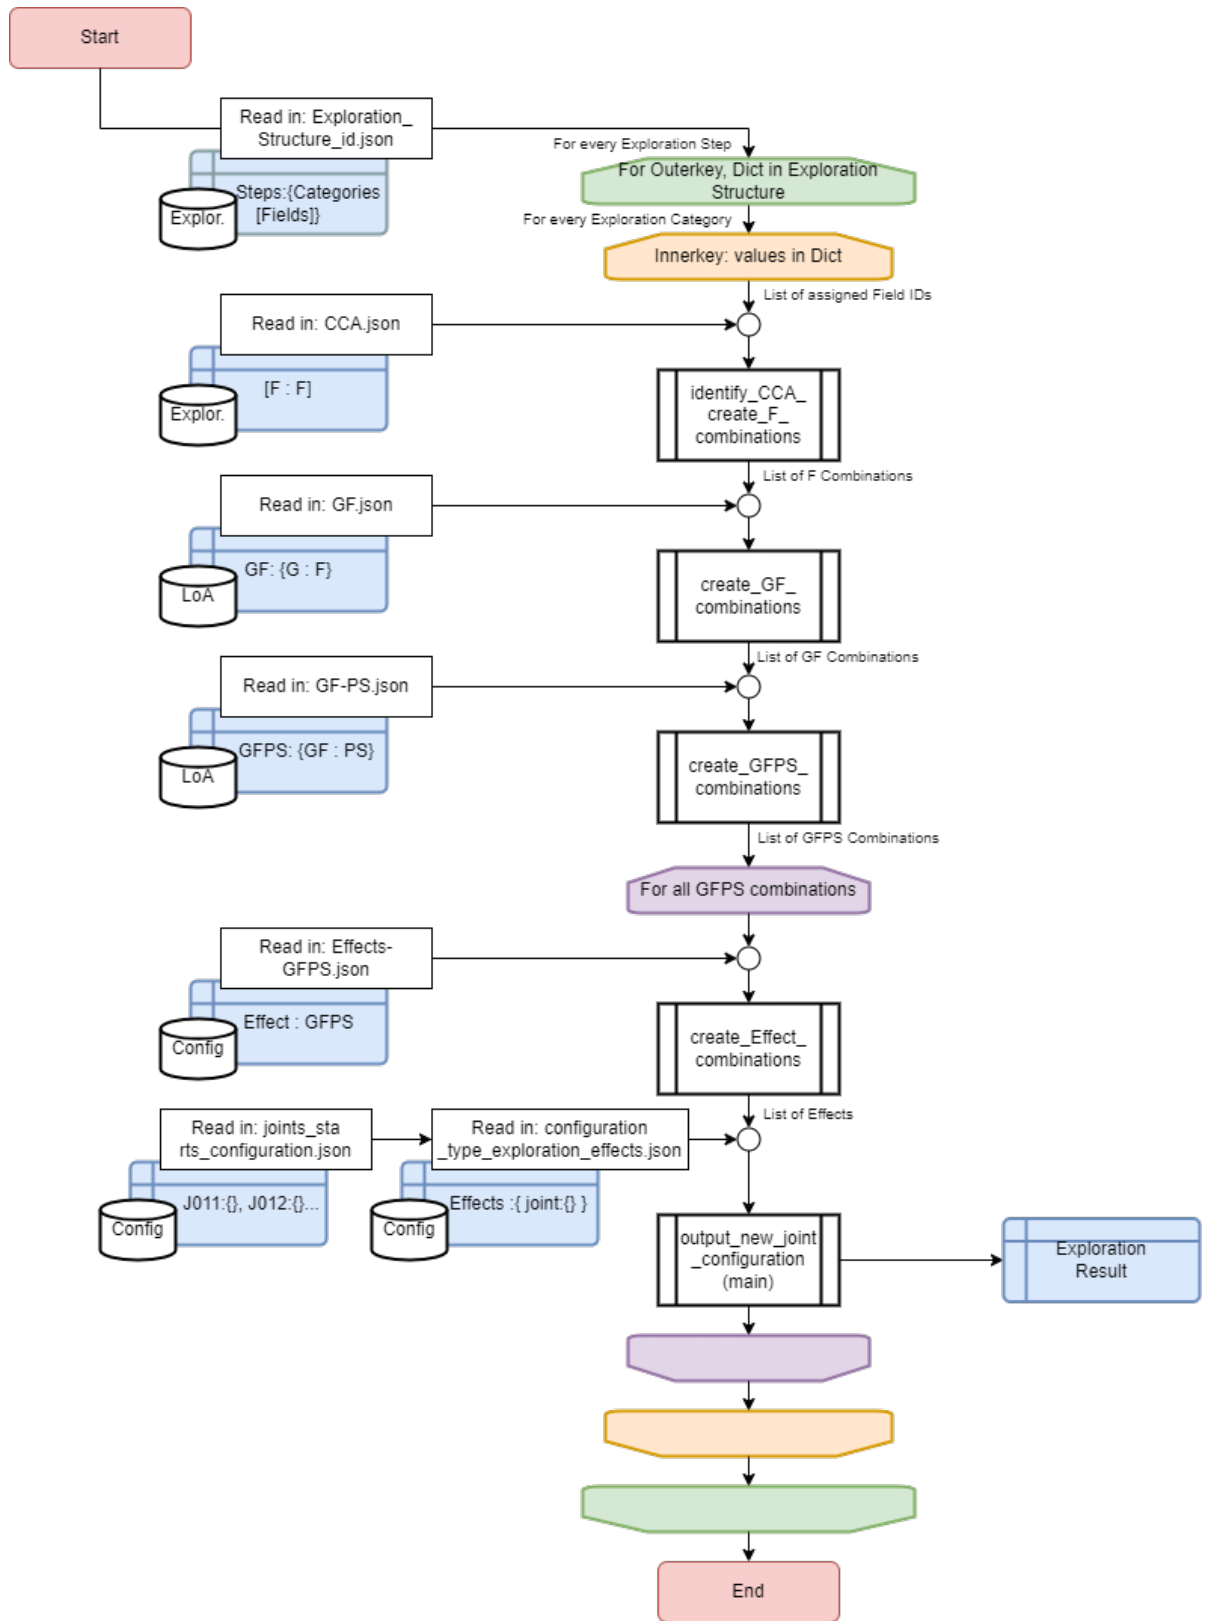 Start
Read in: Exploration_
Structure_id.json
For every Exploration Step
For Outerkey, Dict in Exploration
Structure
Steps:{Categories
[Fields]}
Explor.
For every Exploration Category
Innerkey: values in Dict
List of assigned Field IDs
Read in: CCA.json
[F : F]
Explor.
identify_CCA_
create_F_
combinations
List of F Combinations
Read in: GF.json
GF: {G : F}
LoA
create_GF_
combinations
List of GF Combinations
Read in: GF-PS.json
GFPS: {GF : PS}
LoA
create_GFPS_
combinations
List of GFPS Combinations
For all GFPS combinations
Read in: Effects-
GFPS.json
Effect : GFPS
Config
create_Effect_
combinations
List of Effects
Read in: joints_sta
rts_configuration.json
Read in: configuration
_type_exploration_effects.json
J011:{}, J012:{}...
Config
Effects :{ joint:{} }
Config
output_new_joint
_configuration
(main)
Exploration
Result
End